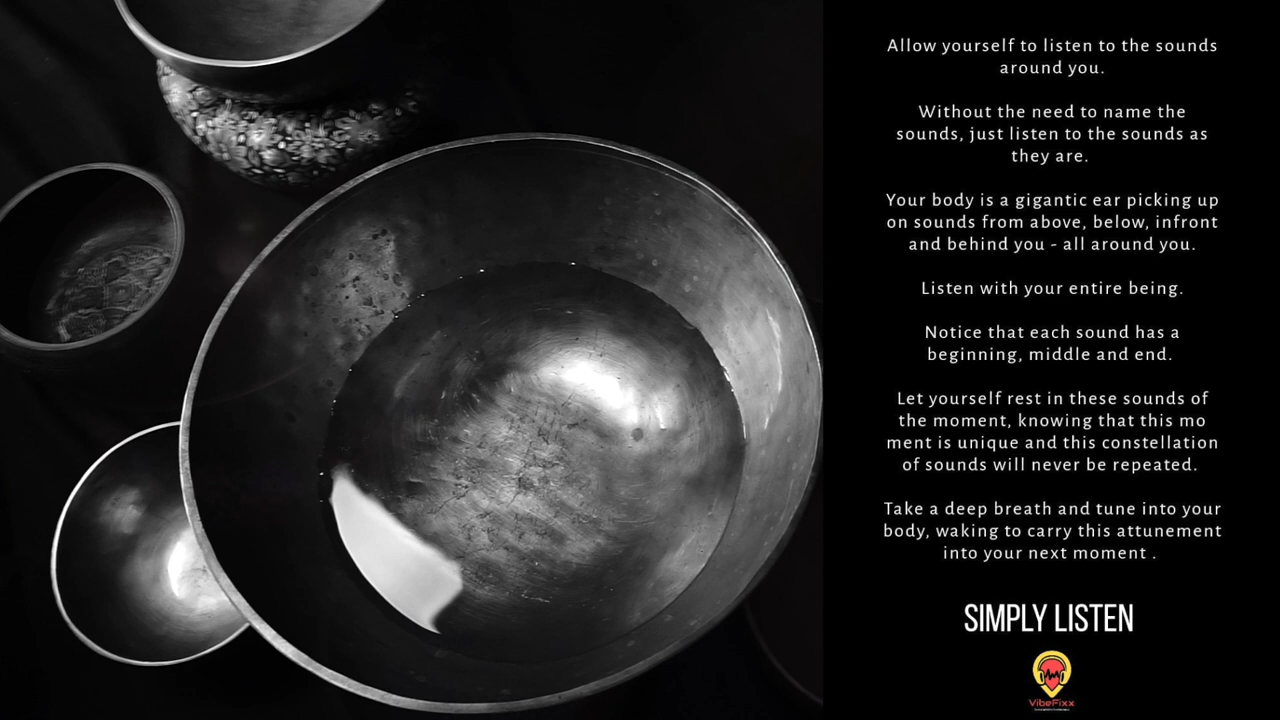 Allow yourself to listen to the sounds
around you.
Without the need to name the
sounds, just listen to the sounds as
they are.
Your body is a gigantic ear picking up
on sounds from above, below, infront
and behind you - all around you.
Listen with your entire being.
Notice that each sound has a
beginning, middle and end.
Let yourself rest in these sounds of
the moment, knowing that this mo
ment is unique and this constellation
of sounds will never be repeated.
Take a deep breath and tune into your
body, waking to carry this attunement
into your next moment .
SIMPLY LISTEN
VibeFixx